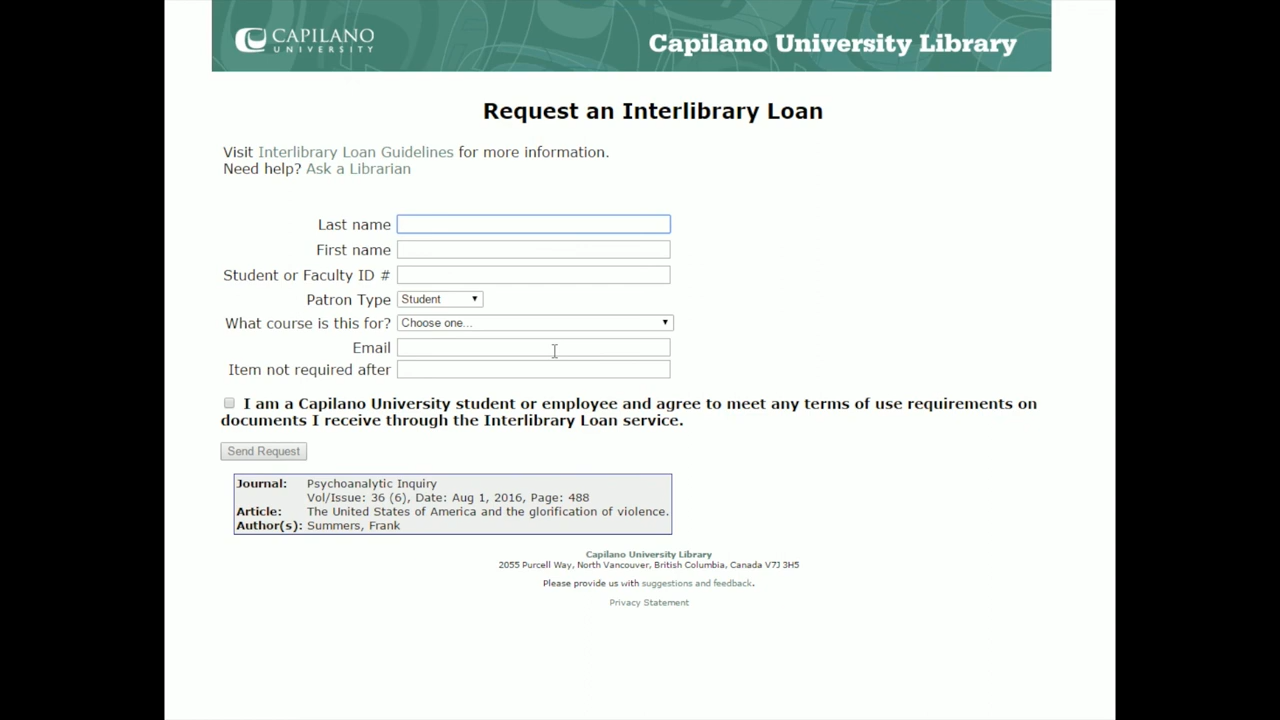 CAPILANO
UNIVERSITY
Capilano University Library
Request an Interlibrary Loan
Visit Interlibrary Loan Guidelines for more information.
Need help? Ask a Librarian
Last name
First name
Student or Faculty ID #
Patron Type Student
What course is this for? Choose one...
Email
Item not required after
I am a Capilano University student or employee and agree to meet any terms of use requirements on
documents I receive through the Interlibrary Loan service.
Send Request
Journal: Psychoanalytic Inquiry
Vol/Issue: 36 (6), Date: Aug 1, 2016, Page: 488
Article: The United States of America and the glorification of violence.
Author(s): Summers, Frank
Capilano University Library
2055 Purcell Way, North Vancouver, British Columbia, Canada V7J 3H5
Please provide us with suggestions and feedback.
Privacy Statement